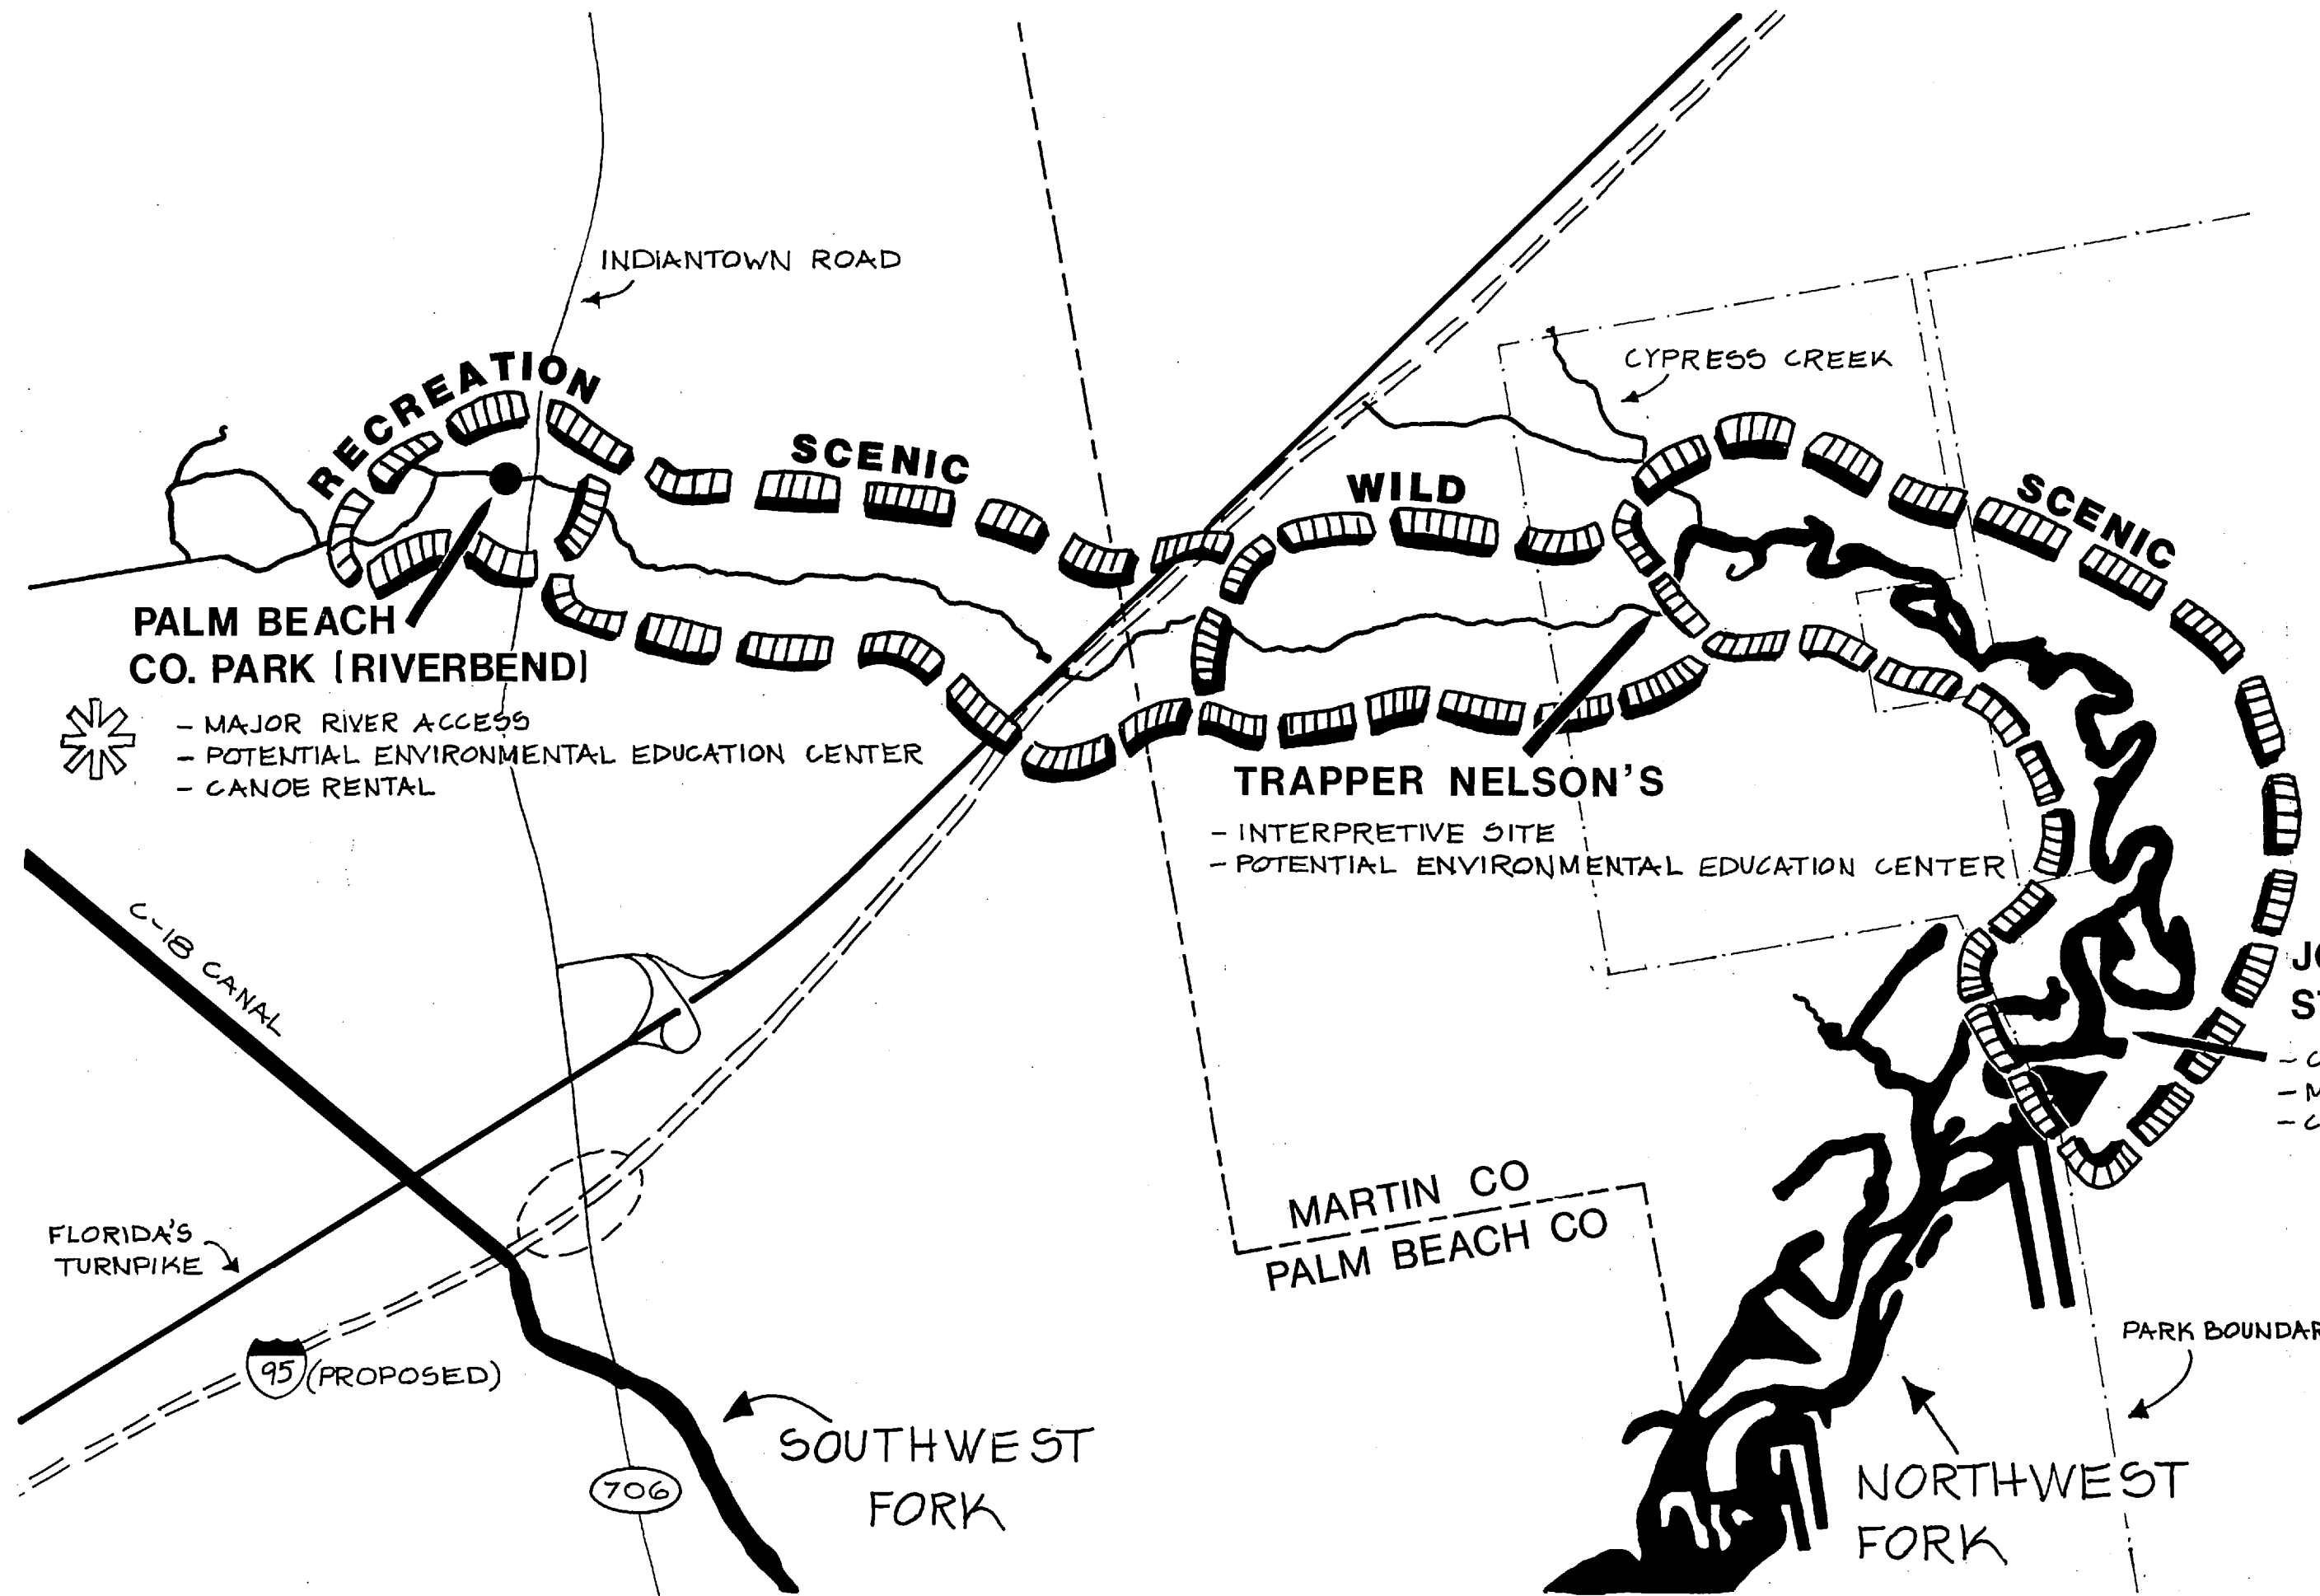 INDIANTOWN ROAD
CYPRESS CREEK
RECREATION
SCENIC
WILD
SCENIC
PALM BEACH
CO. PARK (RIVERBEND)
- MAJOR RIVER ACCESS
- POTENTIAL ENVIRONMENTAL EDUCATION CENTER
- CANOE RENTAL
TRAPPER NELSON'S
- INTERPRETIVE SITE
- POTENTIAL ENVIRONMENTAL EDUCATION CENTER
C-18 CANAL
MARTIN CO
PALM BEACH CO
FLORIDA'S
TURNPIKE
95 (PROPOSED)
706
SOUTHWEST
FORK
NORTHWEST
FORK